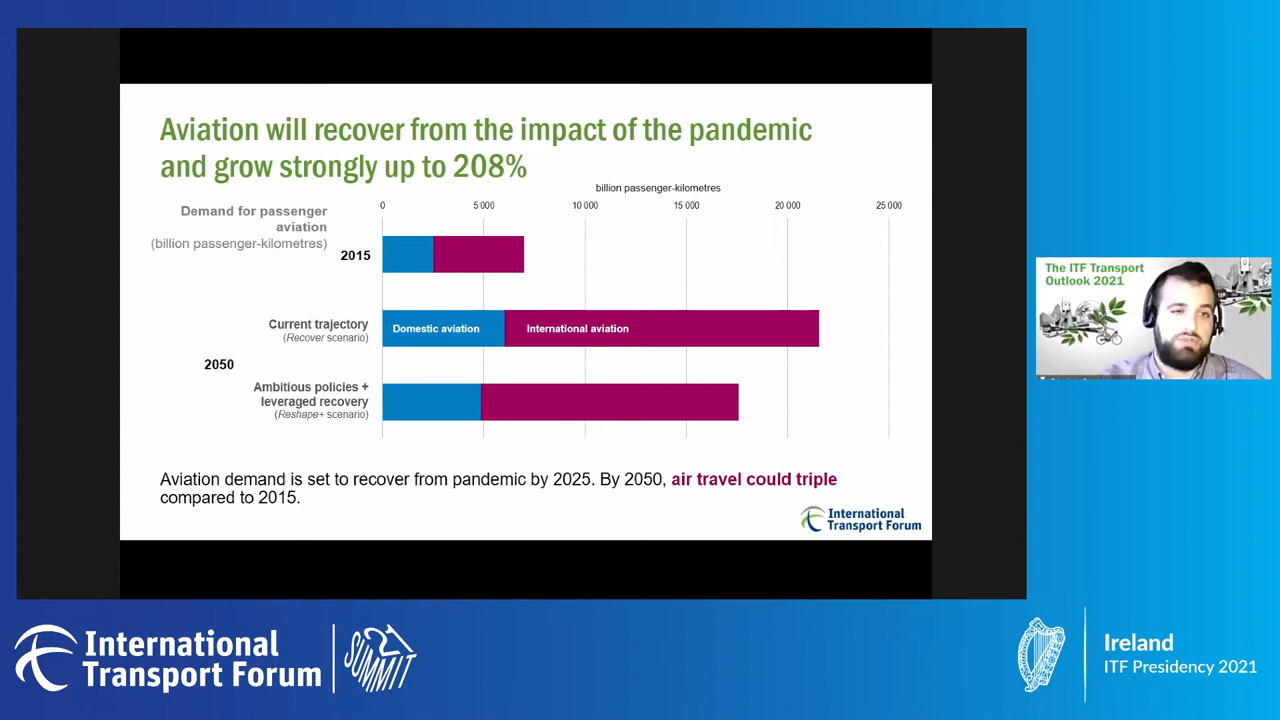 Aviation will recover from the impact of the pandemic
and grow strongly up to 208%
billion passenger-kilometres
0 5 000 10 000 15 000 20 000 25 000
Demand for passenger
aviation
(billion passenger-kilometres)
2015
Current trajectory
(Recover scenario)
Domestic aviation
International aviation
2050
Ambitious policies +
leveraged recovery
(Reshape+ scenario)
Aviation demand is set to recover from pandemic by 2025. By 2050, air travel could triple
compared to 2015.
International
Transport Forum
The ITF Transport
Outlook 2021
International
Transport Forum
SUMMIT
Ireland
ITF Presidency 2021